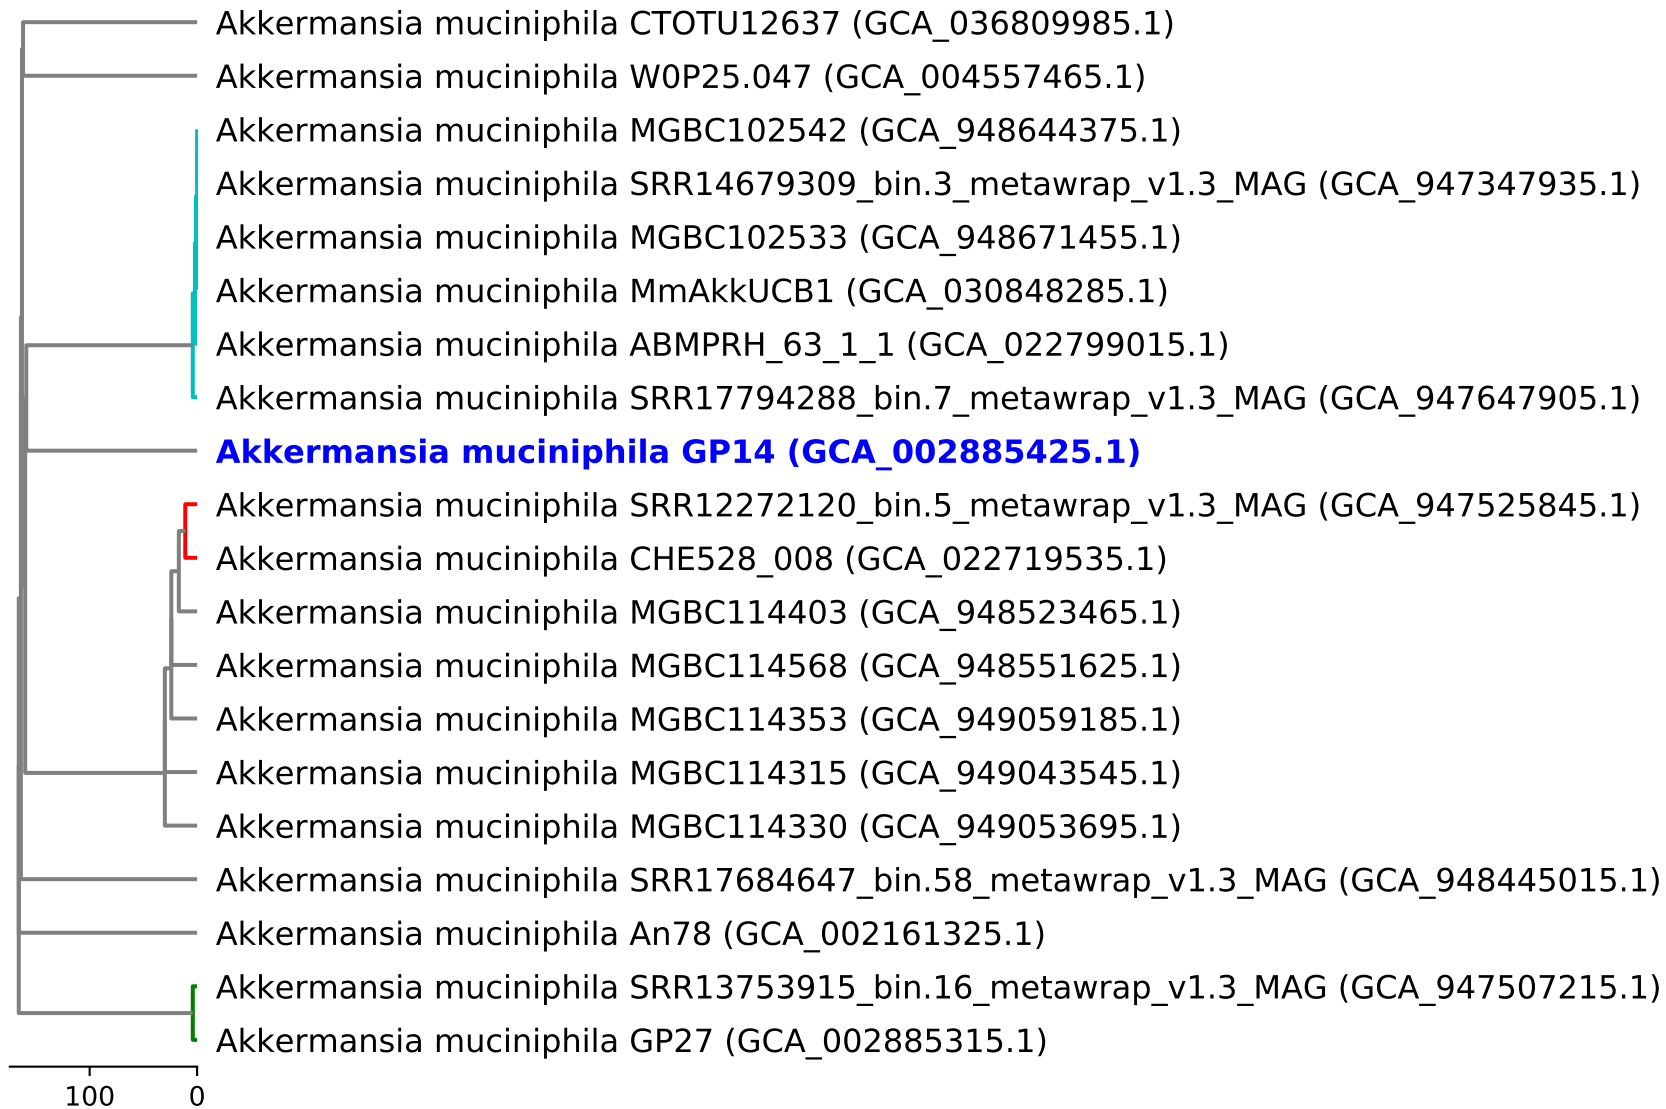 Akkermansia muciniphila CTOTU12637 (GCA_036809985.1)
Akkermansia muciniphila W0P25.047 (GCA_004557465.1)
Akkermansia muciniphila MGBC102542 (GCA_948644375.1)
Akkermansia muciniphila SRR14679309_bin.3_metawrap_v1.3_MAG (GCA_947347935.1)
Akkermansia muciniphila MGBC102533 (GCA_948671455.1)
Akkermansia muciniphila MmAkkUCB1 (GCA_030848285.1)
Akkermansia muciniphila ABMPRH_63_1_1 (GCA_022799015.1)
Akkermansia muciniphila SRR17794288_bin.7_metawrap_v1.3_MAG (GCA_947647905.1)
Akkermansia muciniphila GP14 (GCA_002885425.1)
Akkermansia muciniphila SRR12272120_bin.5_metawrap_v1.3_MAG (GCA_947525845.1)
Akkermansia muciniphila CHE528_008 (GCA_022719535.1)
Akkermansia muciniphila MGBC114403 (GCA_948523465.1)
Akkermansia muciniphila MGBC114568 (GCA_948551625.1)
Akkermansia muciniphila MGBC114353 (GCA_949059185.1)
Akkermansia muciniphila MGBC114315 (GCA_949043545.1)
Akkermansia muciniphila MGBC114330 (GCA_949053695.1)
Akkermansia muciniphila SRR17684647_bin.58_metawrap_v1.3_MAG (GCA_948445015.1)
Akkermansia muciniphila An78 (GCA_002161325.1)
Akkermansia muciniphila SRR13753915_bin.16_metawrap_v1.3_MAG (GCA_947507215.1)
Akkermansia muciniphila GP27 (GCA_002885315.1)
100 0